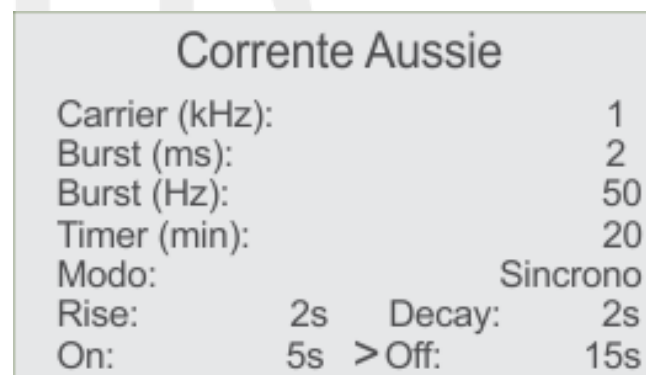 Corrente Aussie
Carrier (kHz): 1
Burst (ms): 2
Burst (Hz): 50
Timer (min): 20
Modo: Sincrono
Rise: 2s Decay: 2s
On: 5s >Off: 15s